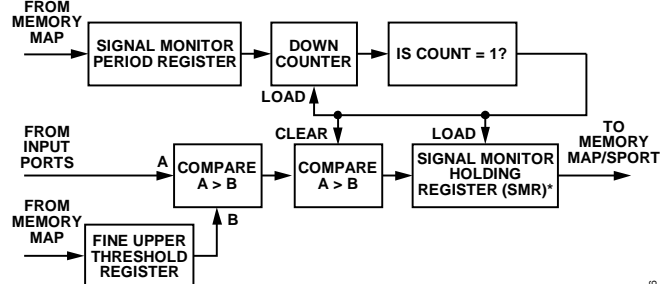 FROM
MEMORY
MAP
SIGNAL MONITOR
PERIOD REGISTER
DOWN
COUNTER
IS COUNT = 1?
LOAD
FROM
INPUT
PORTS
A
COMPARE
A > B
CLEAR
COMPARE
A > B
LOAD
SIGNAL MONITOR
HOLDING
REGISTER (SMR)*
TO
MEMORY
MAP/SPORT
FROM
MEMORY
MAP
B
FINE UPPER
THRESHOLD
REGISTER